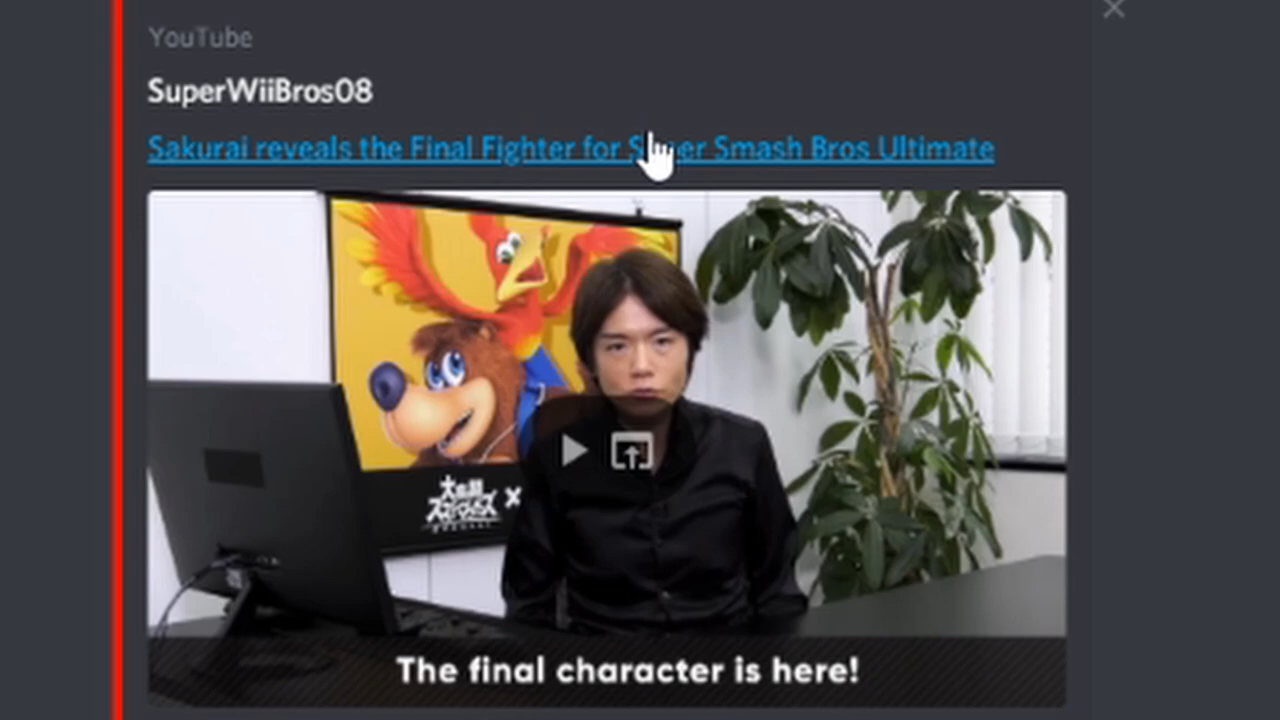 YouTube
SuperWiiBros08
Sakurai reveals the Final Fighter for Super Smash Bros Ultimate
The final character is here!